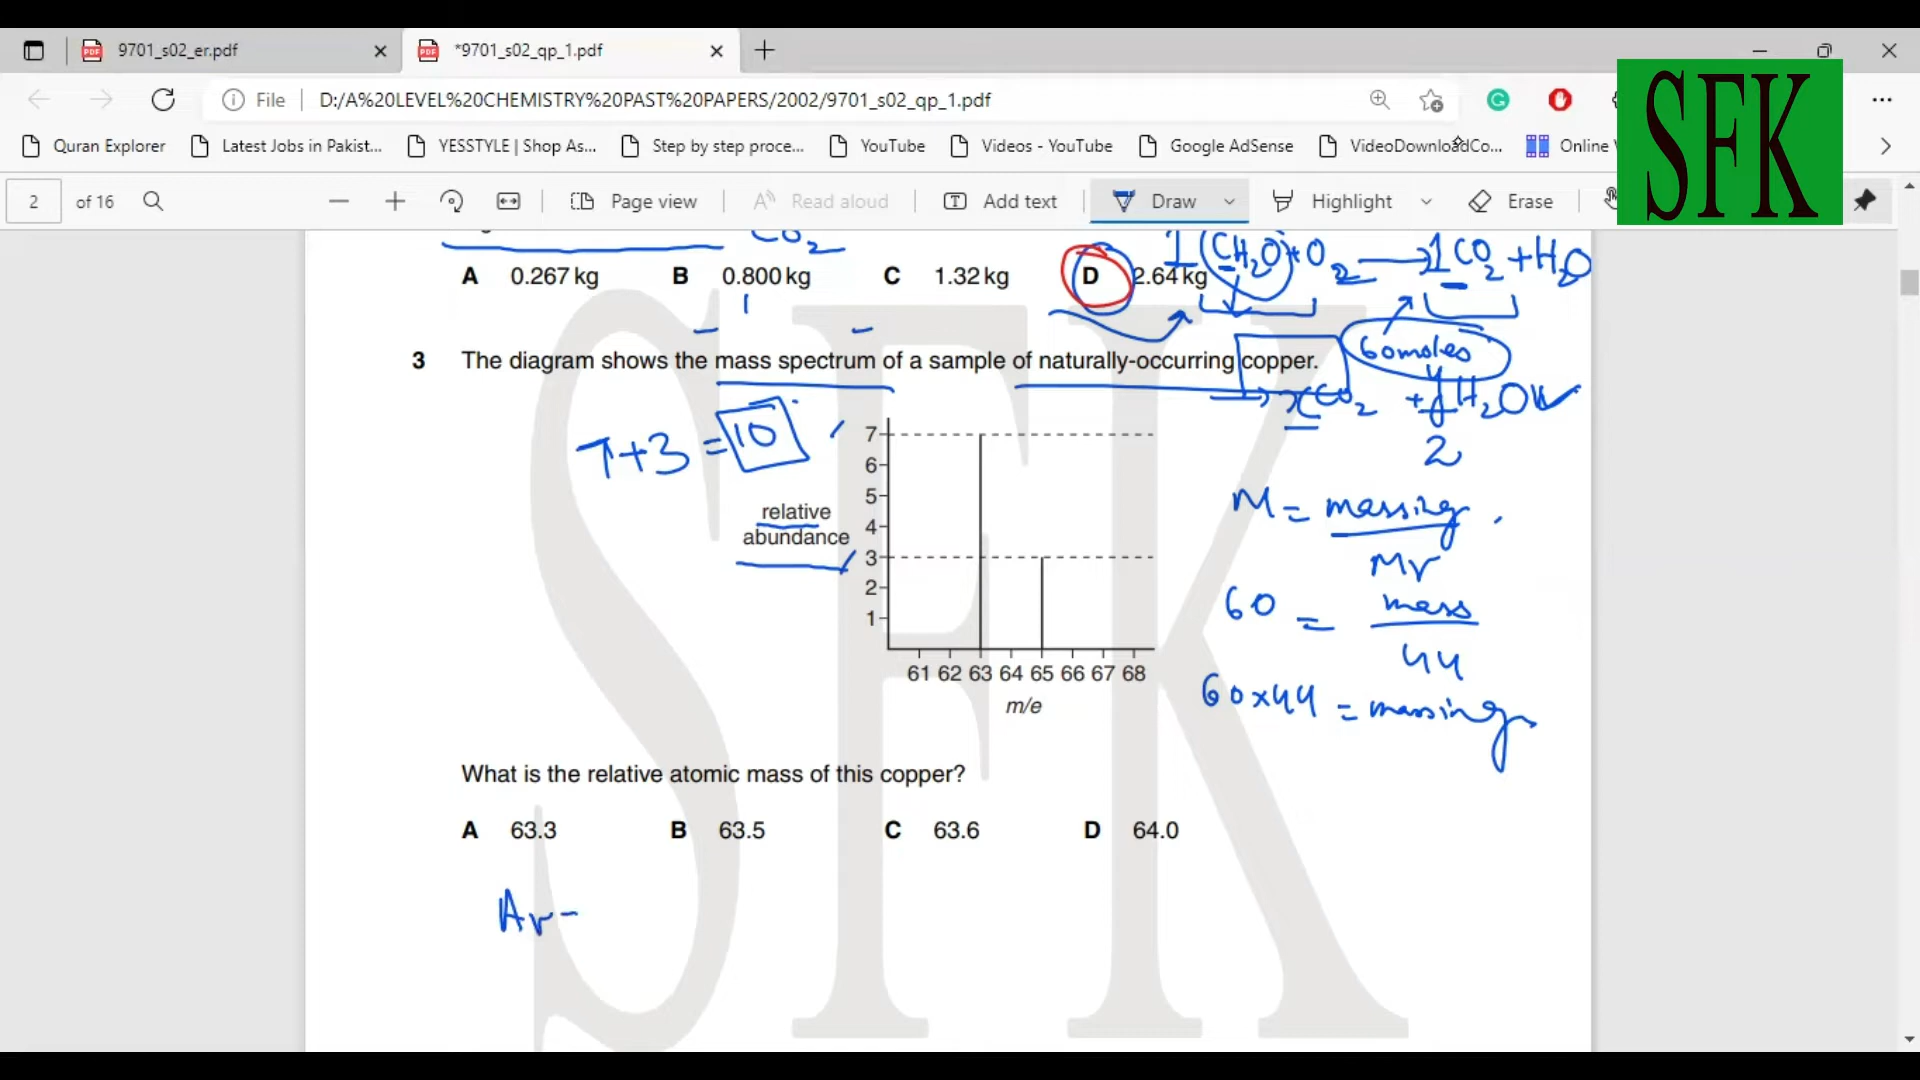 9701_s02_er.pdf
*9701_s02_qp_1.pdf
File D:/A%20LEVEL%20CHEMISTRY%20PAST%20PAPERS/2002/9701_s02_qp_1.pdf
SFK
Quran Explorer Latest Jobs in Pakist... YESSTYLE | Shop As... Step by step proce... YouTube Videos - YouTube Google AdSense VideoDownloadCo... Online
2 of 16 Page view Read aloud Add text Draw Highlight Erase
CO2
1(CH2O)+O2 → 1CO2+H2O
A 0.267 kg B 0.800 kg C 1.32 kg D 2.64 kg
3 The diagram shows the mass spectrum of a sample of naturally-occurring copper.
60moles
→ xCO2 + y/2 H2O
7+3 = 10
7
6
5
4
3
2
1
relative
abundance
61 62 63 64 65 66 67 68
m/e
M = mass in g
Mr
60 = mass
44
60x44 = mass in g
What is the relative atomic mass of this copper?
A 63.3 B 63.5 C 63.6 D 64.0
Ar-
SFK